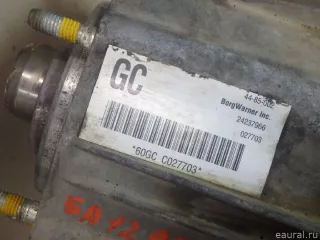 GC
44-85-002
BorgWarner Inc.
24237966
027703
*60GC C027703*
eaural.ru